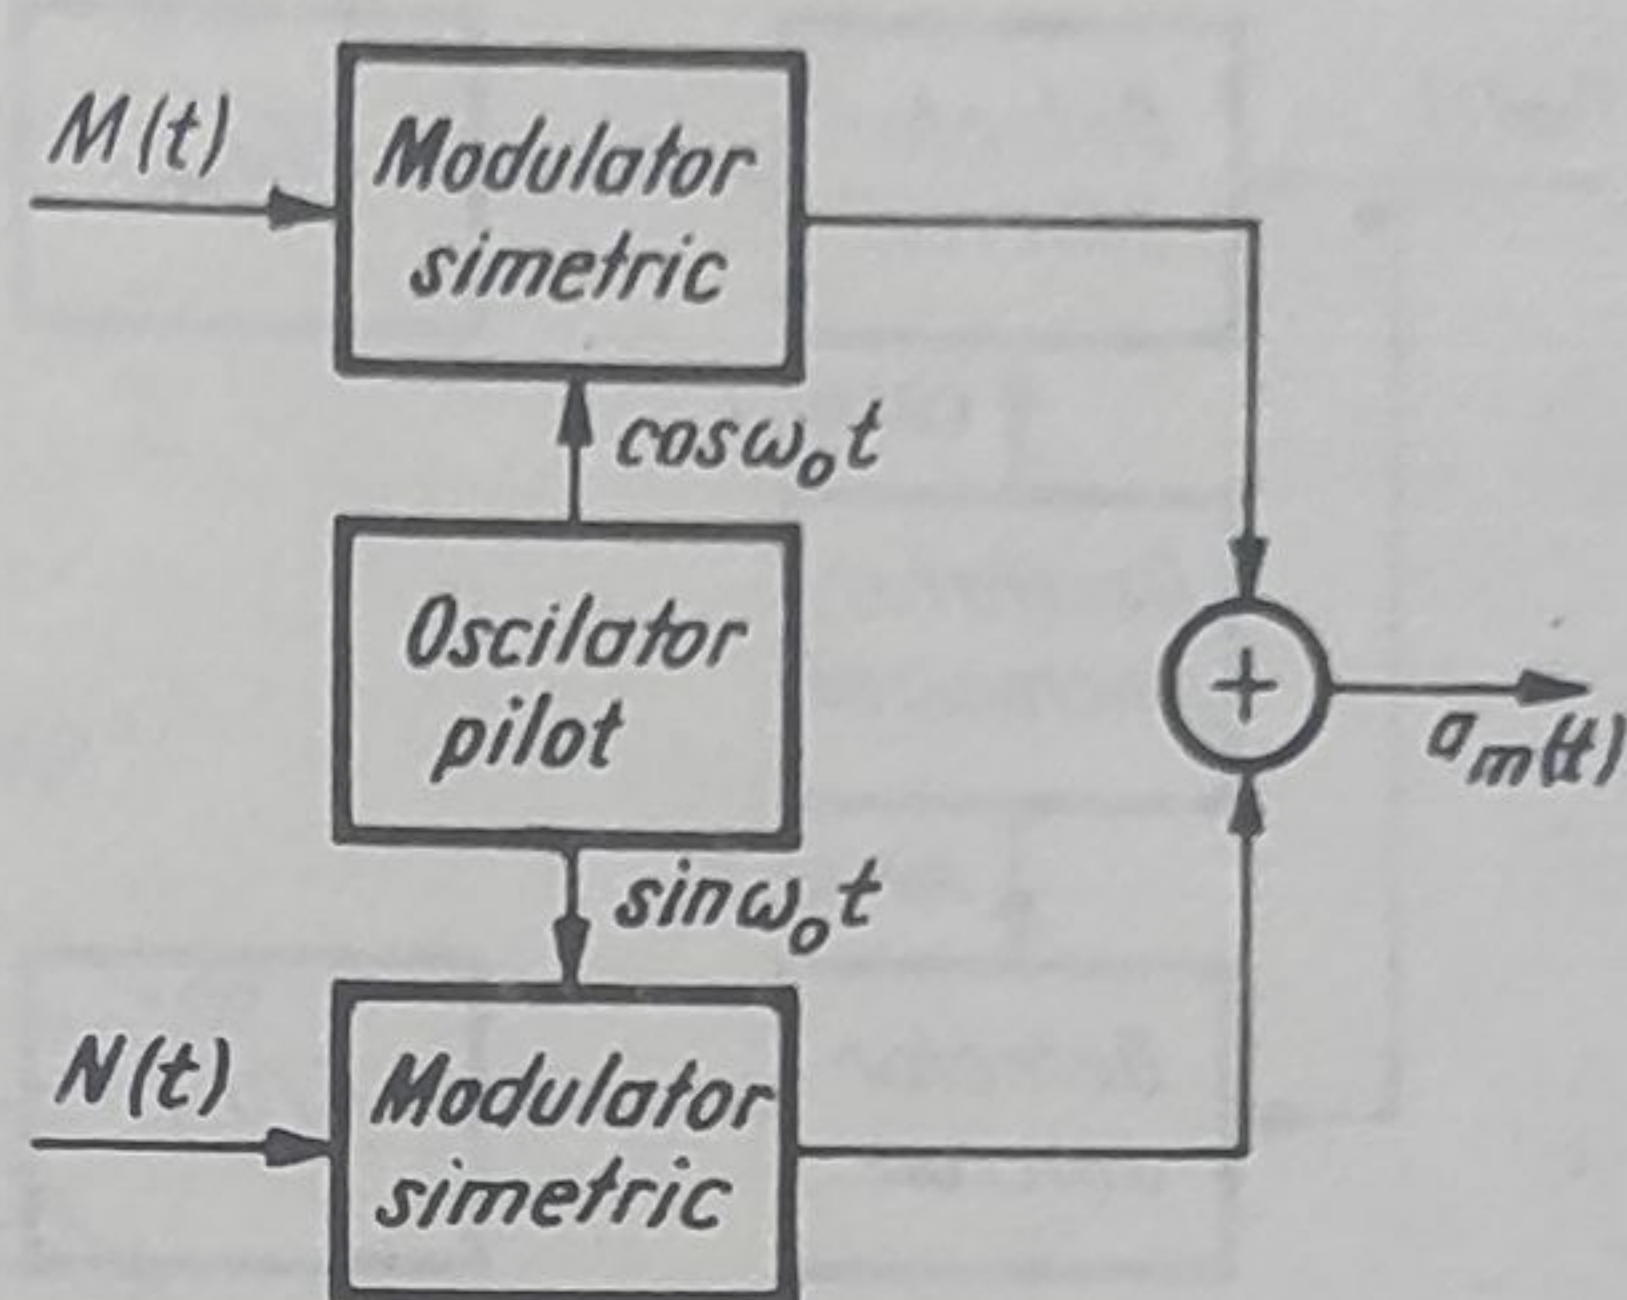 M(t)
Modulator
simetric
cosω₀t
Oscilator
pilot
+
aₘ(t)
sinω₀t
N(t)
Modulator
simetric